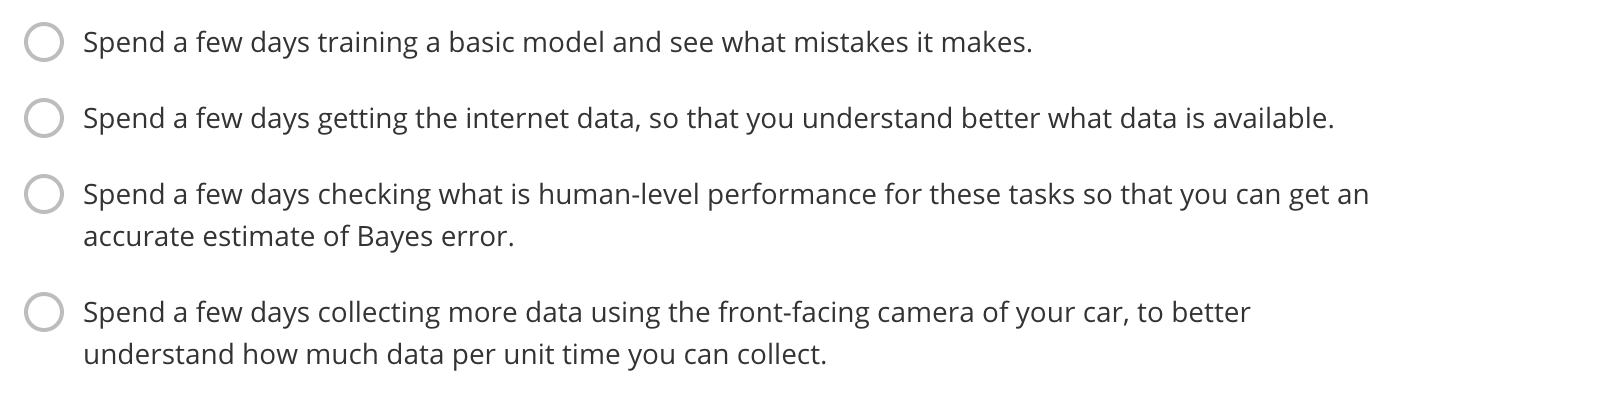 Spend a few days training a basic model and see what mistakes it makes.
Spend a few days getting the internet data, so that you understand better what data is available.
Spend a few days checking what is human-level performance for these tasks so that you can get an
accurate estimate of Bayes error.
Spend a few days collecting more data using the front-facing camera of your car, to better
understand how much data per unit time you can collect.